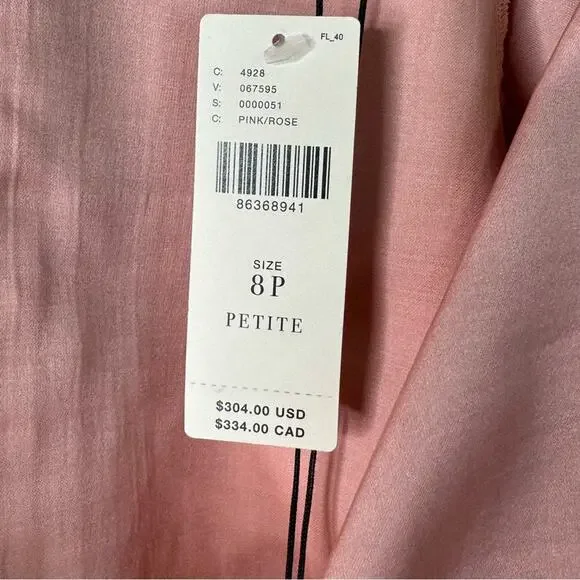 FL_40
C: 4928
V: 067595
S: 0000051
C: PINK/ROSE
86368941
SIZE
8P
PETITE
$304.00 USD
$334.00 CAD